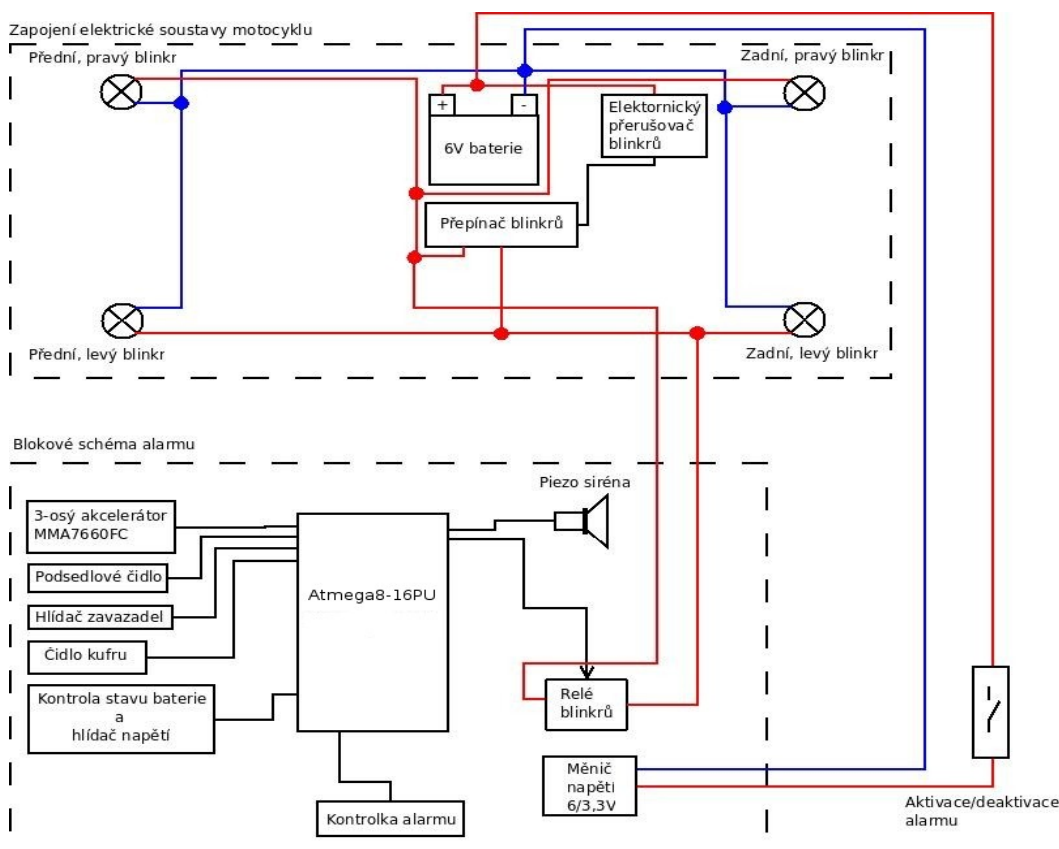 Zapojení elektrické soustavy motocyklu
Přední, pravý blinkr
Zadní, pravý blinkr
+
-
6V baterie
Elektornický
přerušovač
blinkrů
Přepínač blinkrů
Přední, levý blinkr
Zadní, levý blinkr
Blokové schéma alarmu
Piezo siréna
3-osý akcelerátor
MMA7660FC
Podsedlové čidlo
Hlídač zavazadel
Čidlo kufru
Kontrola stavu baterie
a
hlídač napětí
Atmega8-16PU
Relé
blinkrů
Měnič
napětí
6/3,3V
Kontrolka alarmu
Aktivace/deaktivace
alarmu